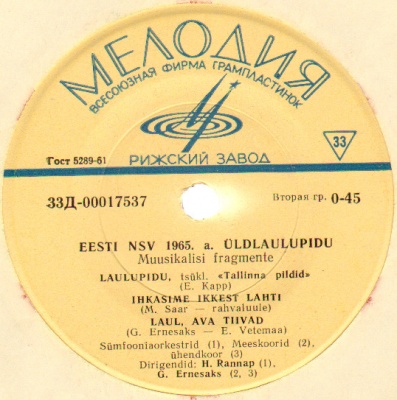 МЕЛОДИЯ
ВСЕСОЮЗНАЯ ФИРМА ГРАМПЛАСТИНОК
33
Гост 5289-61
РИЖСКИЙ ЗАВОД
33Д-00017537
Вторая гр. 0-45
EESTI NSV 1965. a. ÜLDLAULUPIDU
Muusikalisi fragmente
LAULUPIDU, tsükl. «Tallinna pildid»
(E. Kapp)
IHKASIME IKKEST LAHTI
(M. Saar — rahvaluule)
LAUL, AVA TIIVAD
(G. Ernesaks — E. Vetemaa)
Sümfooniaorkestrid (1), Meeskoorid (2),
ühendkoor (3)
Dirigendid: H. Rannap (1),
G. Ernesaks (2, 3)